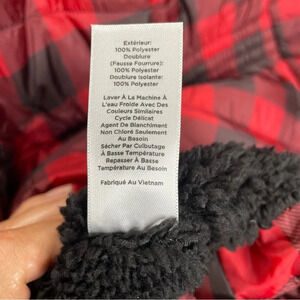 Extérieur:
100% Polyester
Doublure
(Fausse Fourrure):
100% Polyester
Doublure Isolante:
100% Polyester
Laver À La Machine À
L'eau Froide Avec Des
Couleurs Similaires
Cycle Délicat
Agent De Blanchiment
Non Chloré Seulement
Au Besoin
Sécher Par Culbutage
À Basse Température
Repasser À Basse
Température Au Besoin
Fabriqué Au Vietnam